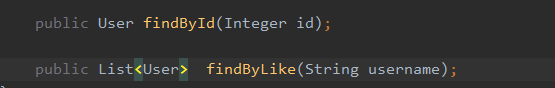 public User findById(Integer id);
public List<User>  findByLike(String username);
}